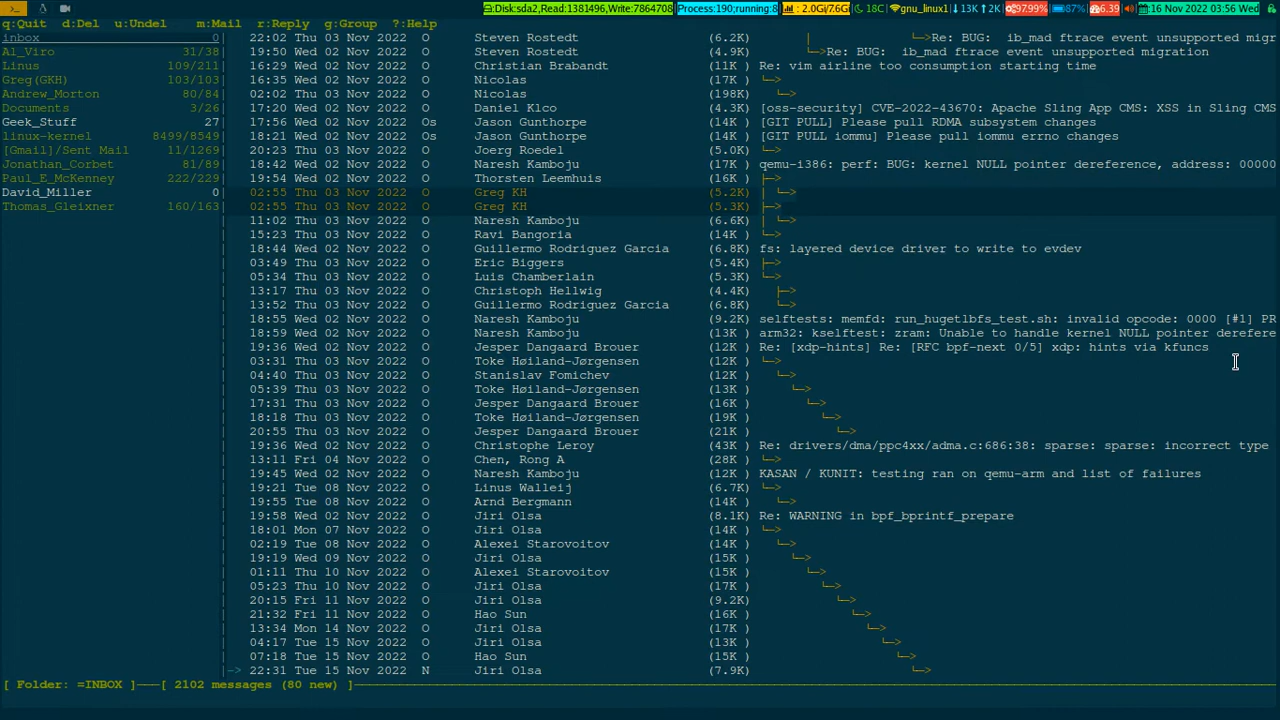 Disk:sda2,Read:1381496,Write:7864708 Process:190;running:8 : 2.0Gi/7.6Gi 18C gnu_linux1 13K 2K 97.99% 87% 6.39 :16 Nov 2022 03:56 Wed
q:Quit d:Del u:Undel m:Mail r:Reply g:Group ?:Help
inbox 0 22:02 Thu 03 Nov 2022 O Steven Rostedt (6.2K) Re: BUG: ib_mad ftrace event unsupported migr
Al_Viro 31/38 19:50 Wed 02 Nov 2022 O Steven Rostedt (4.9K) Re: BUG: ib_mad ftrace event unsupported migration
Linus 109/211 16:29 Wed 02 Nov 2022 O Christian Brabandt (11K ) Re: vim airline too consumption starting time
Greg(GKH) 103/103 16:35 Wed 02 Nov 2022 O Nicolas (17K )
Andrew_Morton 80/84 02:02 Thu 03 Nov 2022 O Nicolas (198K)
Documents 3/26 17:20 Wed 02 Nov 2022 O Daniel Klco (4.3K) [oss-security] CVE-2022-43670: Apache Sling App CMS: XSS in Sling CMS
Geek_Stuff 27 17:56 Wed 02 Nov 2022 Os Jason Gunthorpe (14K ) [GIT PULL] Please pull RDMA subsystem changes
linux-kernel 8499/8549 18:21 Wed 02 Nov 2022 Os Jason Gunthorpe (14K ) [GIT PULL iommu] Please pull iommu errno changes
[Gmail]/Sent Mail 11/1269 20:23 Thu 03 Nov 2022 O Joerg Roedel (5.0K)
Jonathan_Corbet 81/89 18:42 Wed 02 Nov 2022 O Naresh Kamboju (17K ) qemu-i386: perf: BUG: kernel NULL pointer dereference, address: 00000
Paul_E_McKenney 222/229 19:54 Wed 02 Nov 2022 O Thorsten Leemhuis (16K )
David_Miller 0 02:55 Thu 03 Nov 2022 O Greg KH (5.2K)
Thomas_Gleixner 160/163 02:55 Thu 03 Nov 2022 O Greg KH (5.3K)
11:02 Thu 03 Nov 2022 O Naresh Kamboju (6.6K)
15:23 Thu 03 Nov 2022 O Ravi Bangoria (14K )
18:44 Wed 02 Nov 2022 O Guillermo Rodriguez Garcia (6.8K) fs: layered device driver to write to evdev
03:49 Thu 03 Nov 2022 O Eric Biggers (5.4K)
05:34 Thu 03 Nov 2022 O Luis Chamberlain (5.3K)
13:17 Thu 03 Nov 2022 O Christoph Hellwig (4.4K)
13:52 Thu 03 Nov 2022 O Guillermo Rodriguez Garcia (6.8K)
18:58 Wed 02 Nov 2022 O Naresh Kamboju (9.2K) selftests: memfd: run_hugetlbfs_test.sh: invalid opcode: 0000 [#1] PR
18:59 Wed 02 Nov 2022 O Naresh Kamboju (13K ) arm32: kselftest: zram: Unable to handle kernel NULL pointer derefere
19:09 Wed 02 Nov 2022 O Jesper Dangaard Brouer (12K ) Re: [xdp-hints] Re: [RFC bpf-next 0/5] xdp: hints via kfuncs
03:31 Thu 03 Nov 2022 O Toke Høiland-Jørgensen (12K )
04:40 Thu 03 Nov 2022 O Stanislav Fomichev (12K )
05:39 Thu 03 Nov 2022 O Toke Høiland-Jørgensen (12K )
17:31 Thu 03 Nov 2022 O Jesper Dangaard Brouer (16K )
18:18 Thu 03 Nov 2022 O Toke Høiland-Jørgensen (19K )
20:55 Thu 03 Nov 2022 O Jesper Dangaard Brouer (21K )
19:36 Wed 02 Nov 2022 O Christophe Leroy (43K ) Re: drivers/dma/ppc4xx/adma.c:686:38: sparse: sparse: incorrect type
13:11 Fri 04 Nov 2022 O Chen, Rong A (28K )
19:45 Wed 02 Nov 2022 O Naresh Kamboju (12K ) KASAN / KUNIT: testing ran on qemu-arm and list of failures
19:21 Tue 08 Nov 2022 O Linus Walleij (6.7K)
19:55 Tue 08 Nov 2022 O Arnd Bergmann (14K )
19:58 Wed 02 Nov 2022 O Jiri Olsa (8.1K) Re: WARNING in bpf_bprintf_prepare
18:01 Mon 07 Nov 2022 O Jiri Olsa (14K )
02:19 Tue 08 Nov 2022 O Alexei Starovoitov (14K )
19:19 Wed 09 Nov 2022 O Jiri Olsa (15K )
01:11 Thu 10 Nov 2022 O Alexei Starovoitov (15K )
05:23 Thu 10 Nov 2022 O Jiri Olsa (17K )
20:15 Fri 11 Nov 2022 O Jiri Olsa (9.2K)
21:32 Fri 11 Nov 2022 O Hao Sun (16K )
13:34 Mon 14 Nov 2022 O Jiri Olsa (17K )
04:17 Tue 15 Nov 2022 O Jiri Olsa (13K )
07:18 Tue 15 Nov 2022 O Hao Sun (15K )
-> 22:31 Tue 15 Nov 2022 N Jiri Olsa (7.9K)
[ Folder: =INBOX ]──[ 2102 messages (80 new) ]